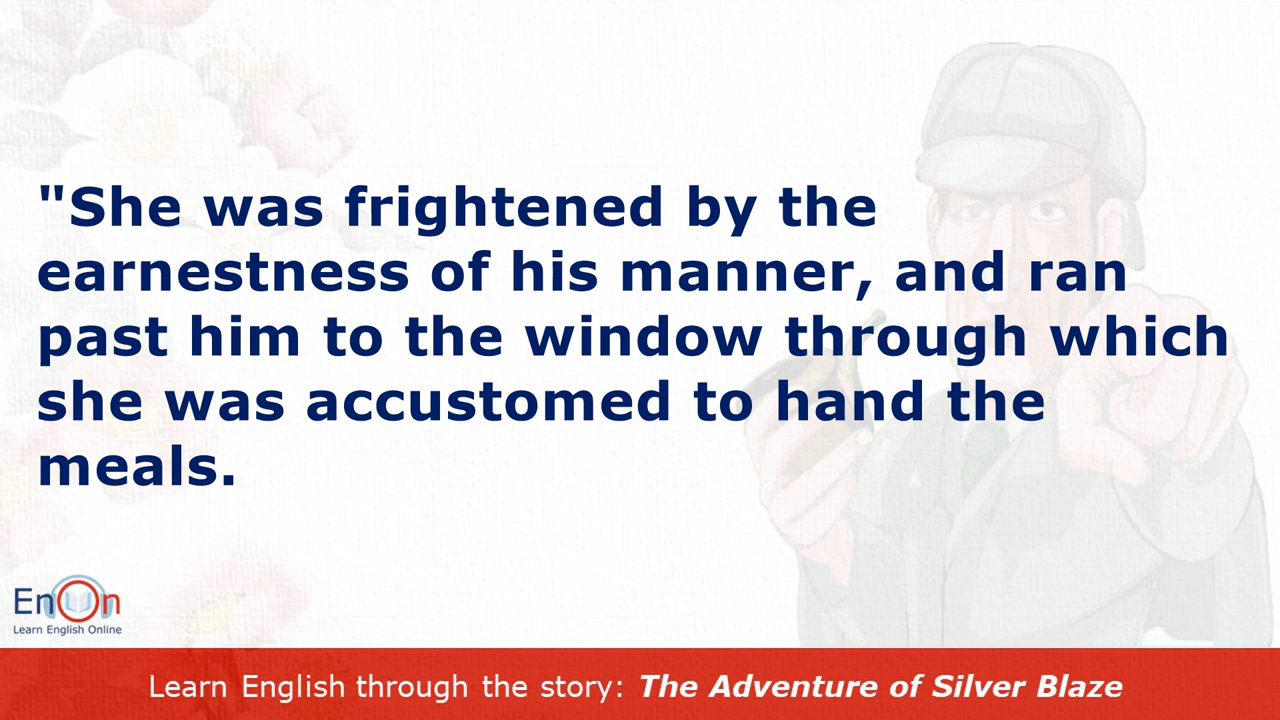 "She was frightened by the
earnestness of his manner, and ran
past him to the window through which
she was accustomed to hand the
meals.
EnOn
Learn English Online
Learn English through the story: The Adventure of Silver Blaze